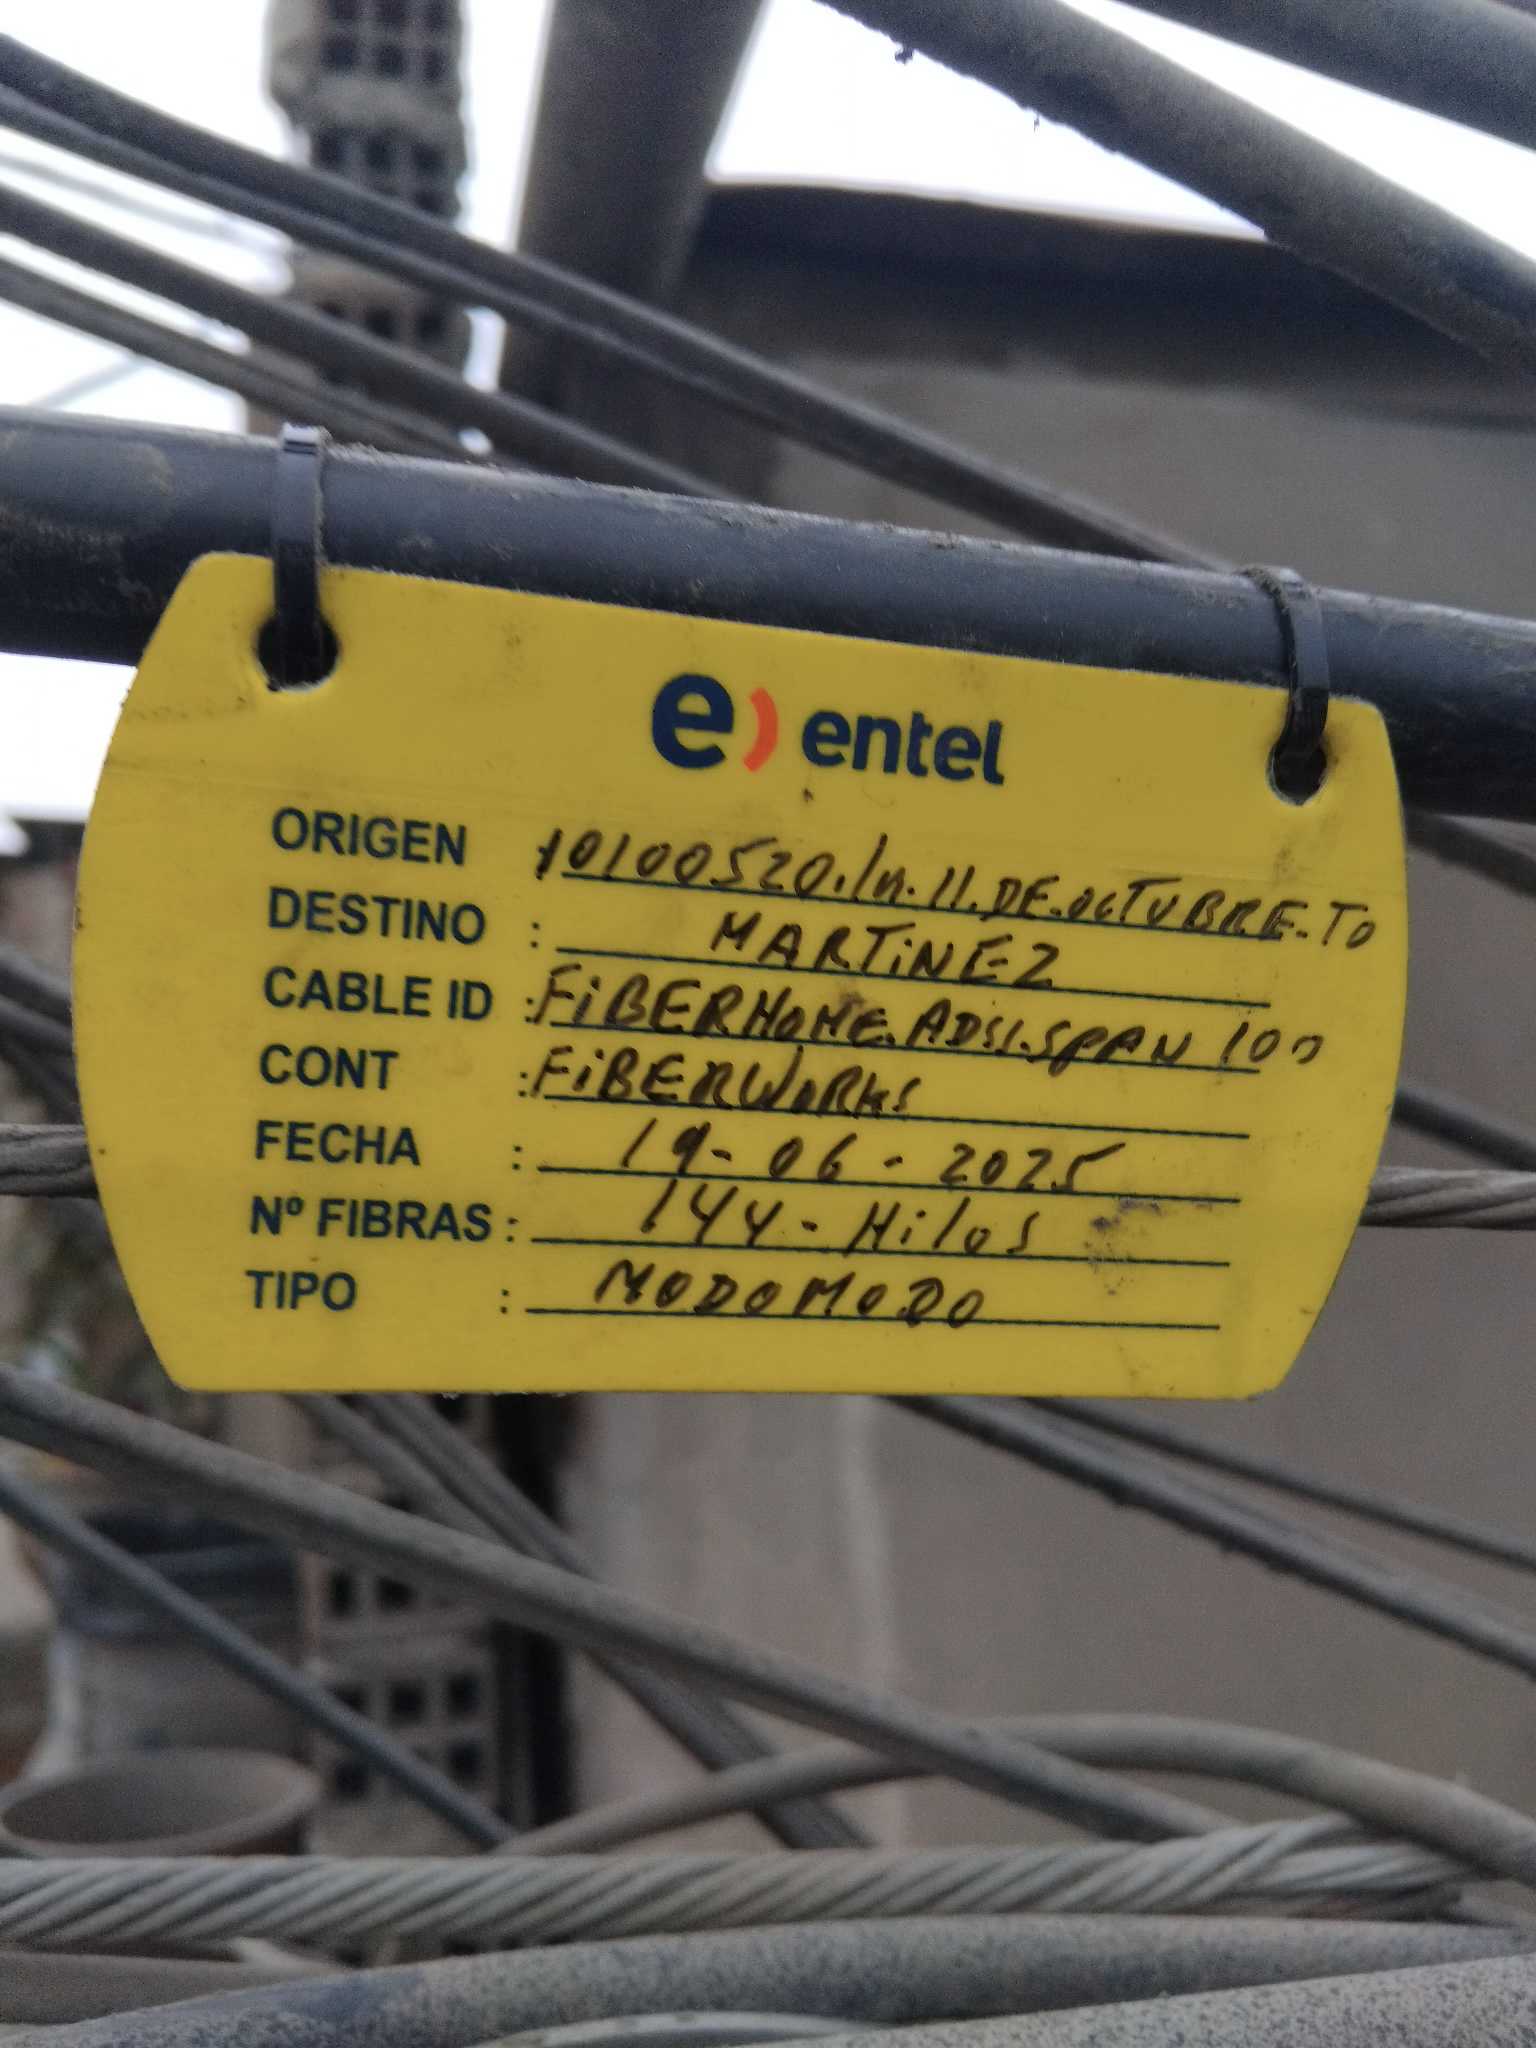 e) entel
ORIGEN 10100520.In.11.DE.OCTUBRE.TO
DESTINO : MARTiNEZ
CABLE ID :FiBERHOME.ADSS.SPAN 100
CONT :FiBERWORKS
FECHA : 19-06-2025
Nº FIBRAS : 144-Hilos
TIPO : MODOMODO